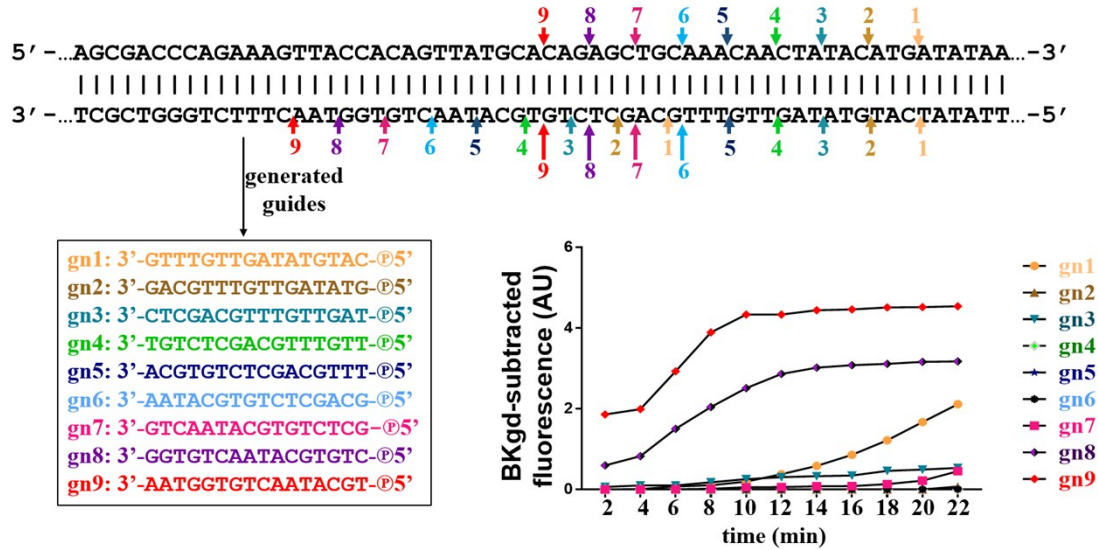 9 8 7 6 5 4 3 2 1
5’ -...AGCGACCCAGAAAGTTACCACAGTTATGCACAGAGCTGCAAACAACTATACATGATATAA...-3’
3’ -...TCGCTGGGTCTTTCAATGGTGTCAATACGTGTCTCGACGTTTGTTGATATGTACTATATT...-5’
9 8 7 6 5 4 3 2 1 5 4 3 2 1
9 8 7 6
generated
guides
gn1: 3’-GTTTGTTGATATGTAC-Ⓟ5’
gn2: 3’-GACGTTTGTTGATATG-Ⓟ5’
gn3: 3’-CTCGACGTTTGTTGAT-Ⓟ5’
gn4: 3’-TGTCTCGACGTTTGTT-Ⓟ5’
gn5: 3’-ACGTGTCTCGACGTTT-Ⓟ5’
gn6: 3’-AATACGTGTCTCGACG-Ⓟ5’
gn7: 3’-GTCAATACGTGTCTCG-Ⓟ5’
gn8: 3’-GGTGTCAATACGTGTC-Ⓟ5’
gn9: 3’-AATGGTGTCAATACGT-Ⓟ5’
BKgd-subtracted
fluorescence (AU)
6
4
2
0
2 4 6 8 10 12 14 16 18 20 22
time (min)
gn1
gn2
gn3
gn4
gn5
gn6
gn7
gn8
gn9